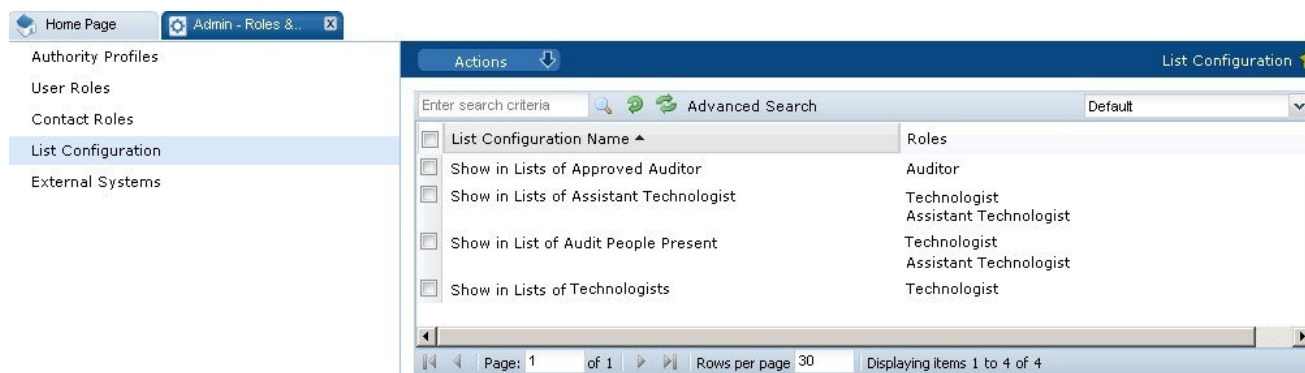 Home Page
Admin - Roles &..
X
Authority Profiles
User Roles
Contact Roles
List Configuration
External Systems
Actions
List Configuration
Enter search criteria
Advanced Search
Default
List Configuration Name
Roles
Show in Lists of Approved Auditor
Auditor
Show in Lists of Assistant Technologist
Technologist
Assistant Technologist
Show in List of Audit People Present
Technologist
Assistant Technologist
Show in Lists of Technologists
Technologist
Page: 1 of 1
Rows per page 30
Displaying items 1 to 4 of 4